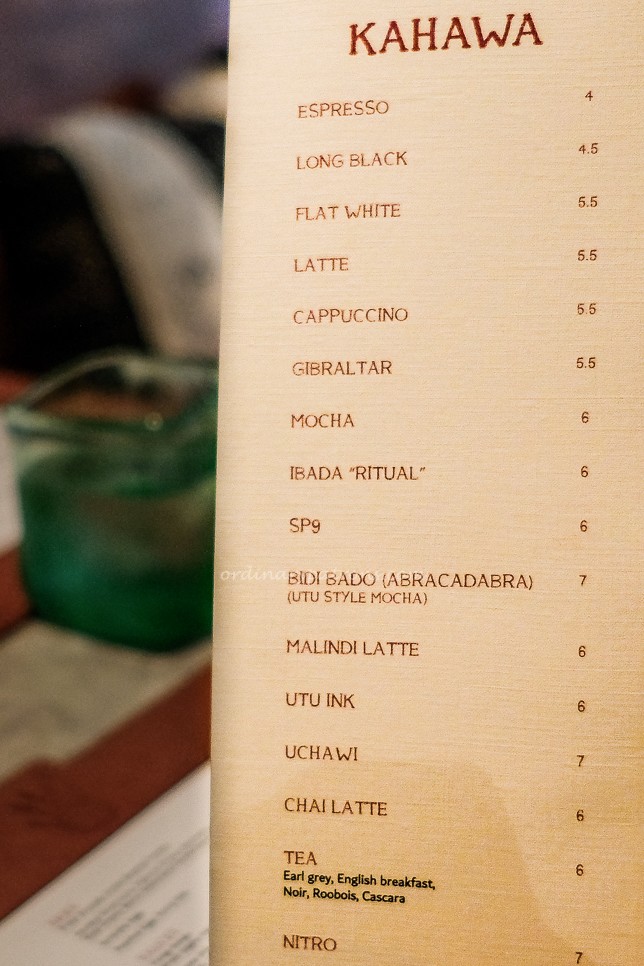 KAHAWA
ESPRESSO 4
LONG BLACK 4.5
FLAT WHITE 5.5
LATTE 5.5
CAPPUCCINO 5.5
GIBRALTAR 5.5
MOCHA 6
IBADA "RITUAL" 6
SP9 6
BIDI BADO (ABRACADABRA) 7
(UTU STYLE MOCHA)
MALINDI LATTE 6
UTU INK 6
UCHAWI 7
CHAI LATTE 6
TEA 6
Earl grey, English breakfast,
Noir, Roobois, Cascara
NITRO 7